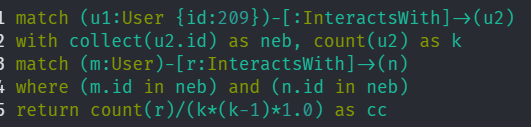 1 match (u1:User {id:209})-[:InteractsWith]->(u2)
2 with collect(u2.id) as neb, count(u2) as k
3 match (m:User)-[r:InteractsWith]->(n)
4 where (m.id in neb) and (n.id in neb)
5 return count(r)/(k*(k-1)*1.0) as cc